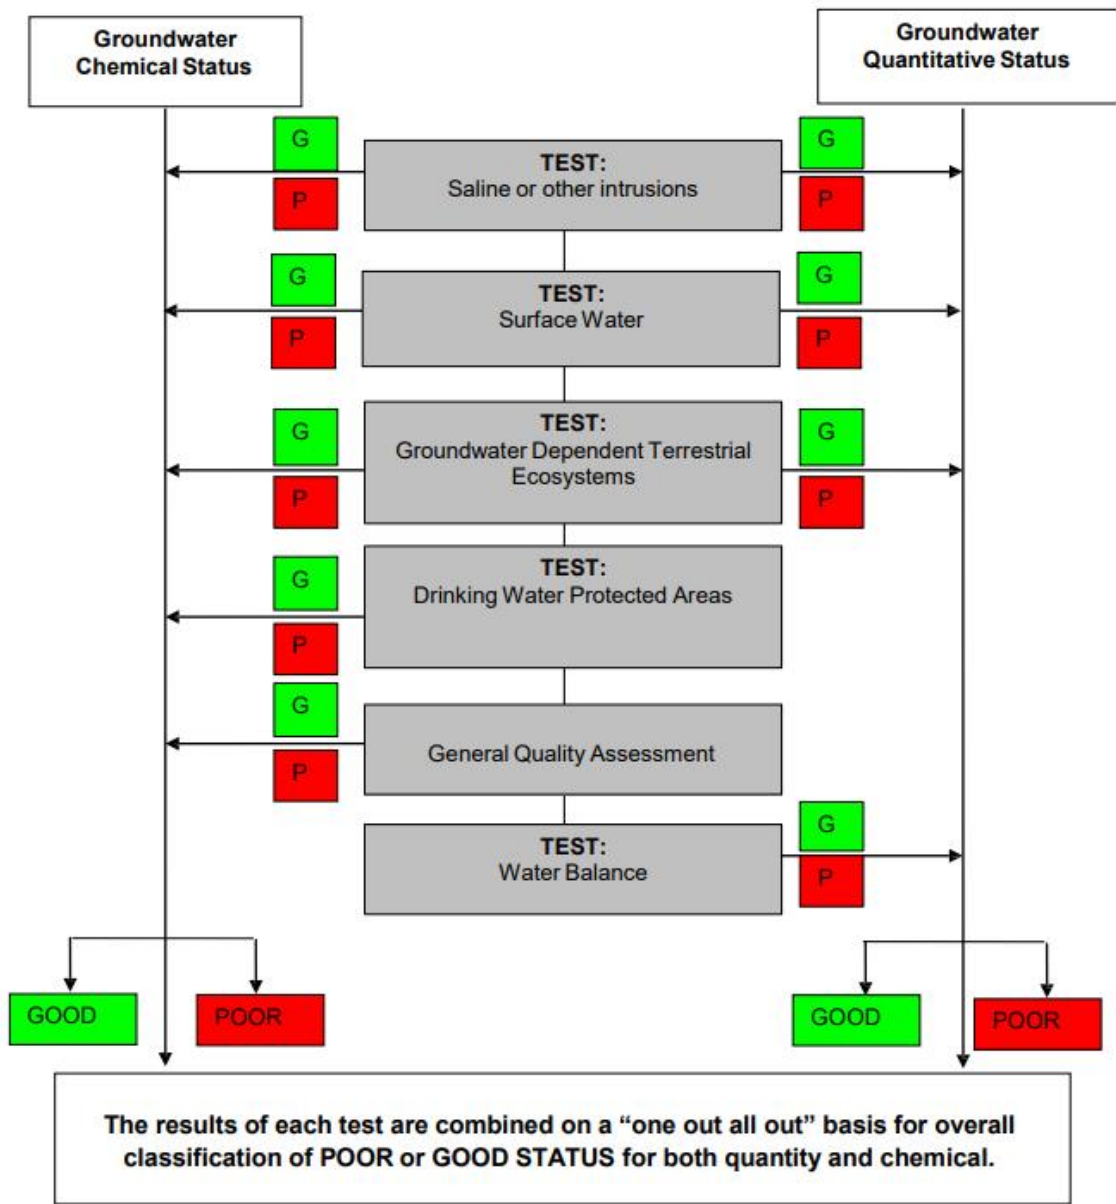 Groundwater
Chemical Status
Groundwater
Quantitative Status
G
P
TEST:
Saline or other intrusions
G
P
G
P
TEST:
Surface Water
G
P
G
P
TEST:
Groundwater Dependent Terrestrial
Ecosystems
G
P
G
P
TEST:
Drinking Water Protected Areas
G
P
General Quality Assessment
TEST:
Water Balance
G
P
GOOD
POOR
GOOD
POOR
The results of each test are combined on a “one out all out” basis for overall
classification of POOR or GOOD STATUS for both quantity and chemical.